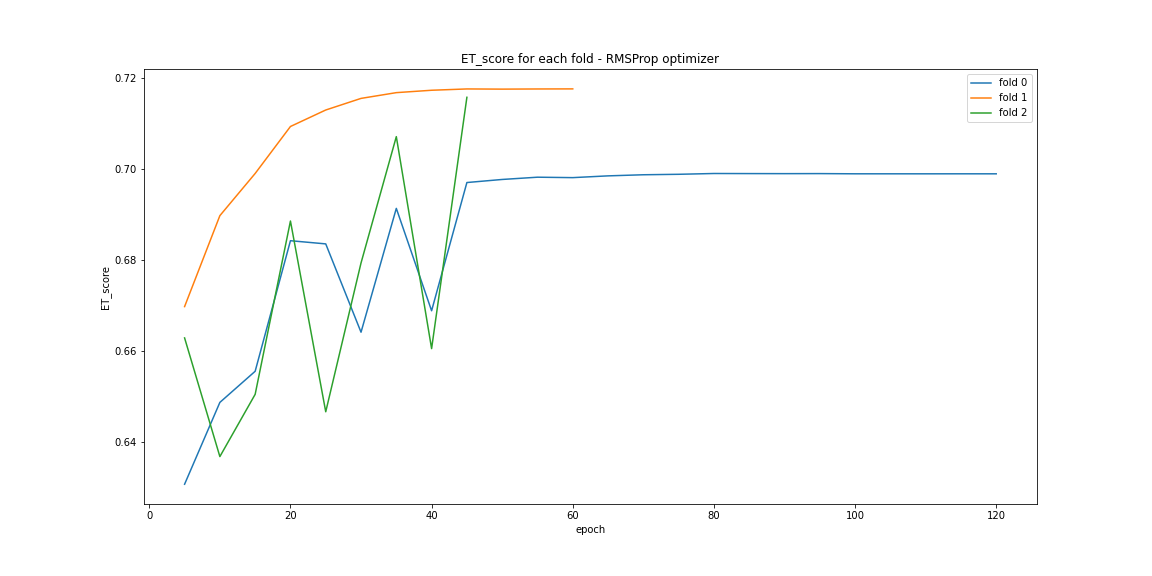 ET_score for each fold - RMSProp optimizer
fold 0
fold 1
fold 2
0.72
0.70
0.68
0.66
0.64
ET_score
0 20 40 60 80 100 120
epoch